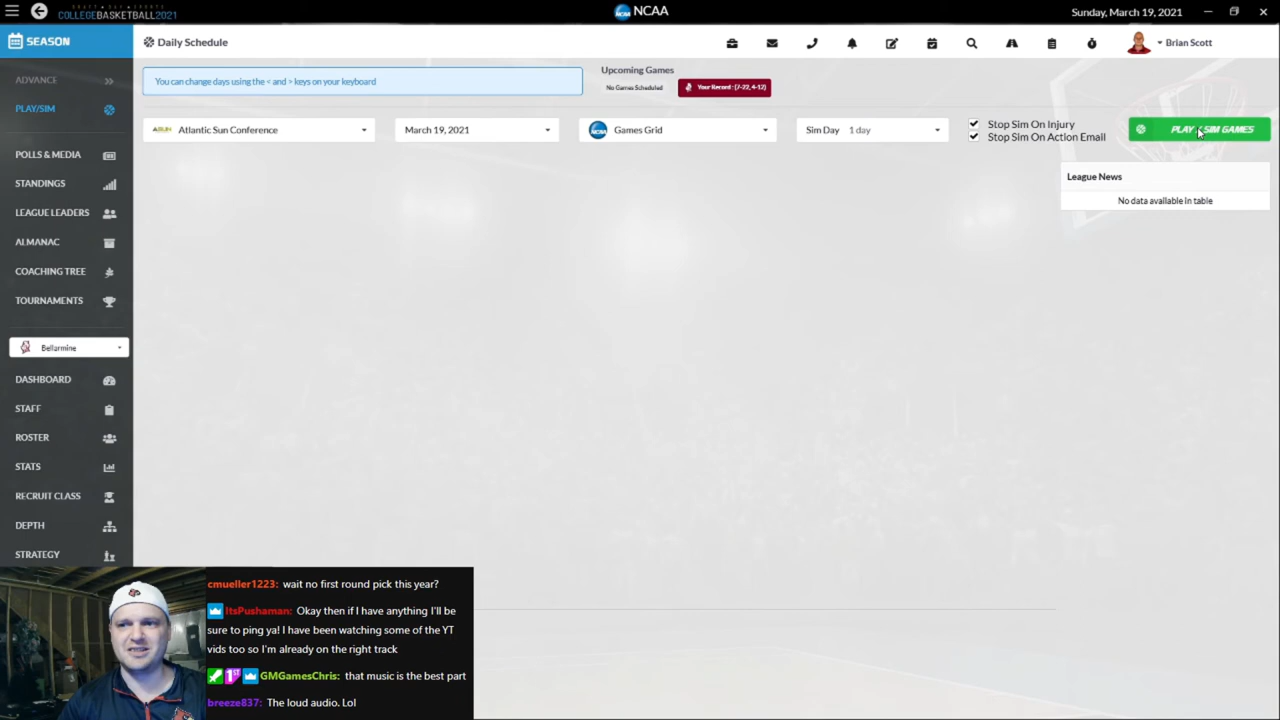 DRAFT DAY SPORTS
COLLEGEBASKETBALL2021
NCAA
Sunday, March 19, 2021
SEASON
Daily Schedule
Brian Scott
ADVANCE
PLAY/SIM
POLLS & MEDIA
STANDINGS
LEAGUE LEADERS
ALMANAC
COACHING TREE
TOURNAMENTS
Bellarmine
DASHBOARD
STAFF
ROSTER
STATS
RECRUIT CLASS
DEPTH
STRATEGY
You can change days using the < and > keys on your keyboard
Upcoming Games
No Games Scheduled
Your Record : (7-22, 4-12)
ASUN Atlantic Sun Conference
March 19, 2021
Games Grid
Sim Day 1 day
Stop Sim On Injury
Stop Sim On Action Email
PLAY / SIM GAMES
League News
No data available in table
cmueller1223: wait no first round pick this year?
ItsPushaman: Okay then if I have anything I'll be
sure to ping ya! I have been watching some of the YT
vids too so I'm already on the right track
GMGamesChris: that music is the best part
breeze837: The loud audio. Lol